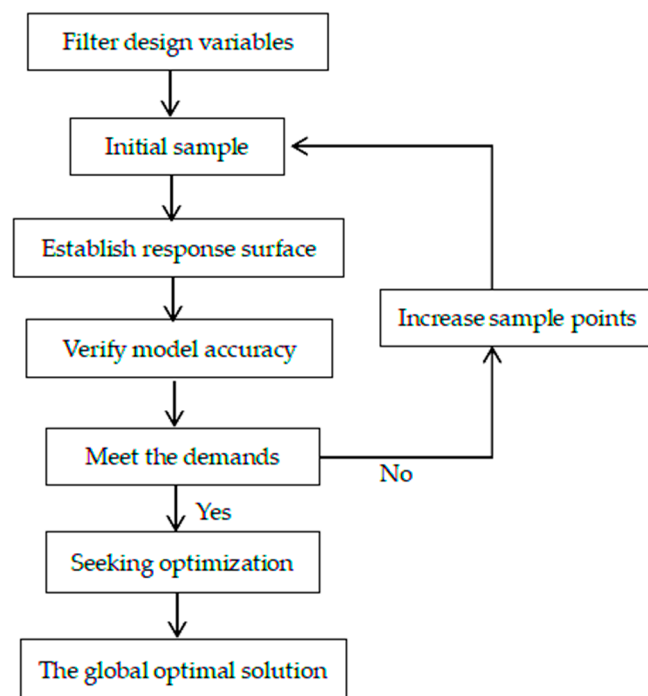 Filter design variables
Initial sample
Establish response surface
Increase sample points
Verify model accuracy
Meet the demands
No
Yes
Seeking optimization
The global optimal solution